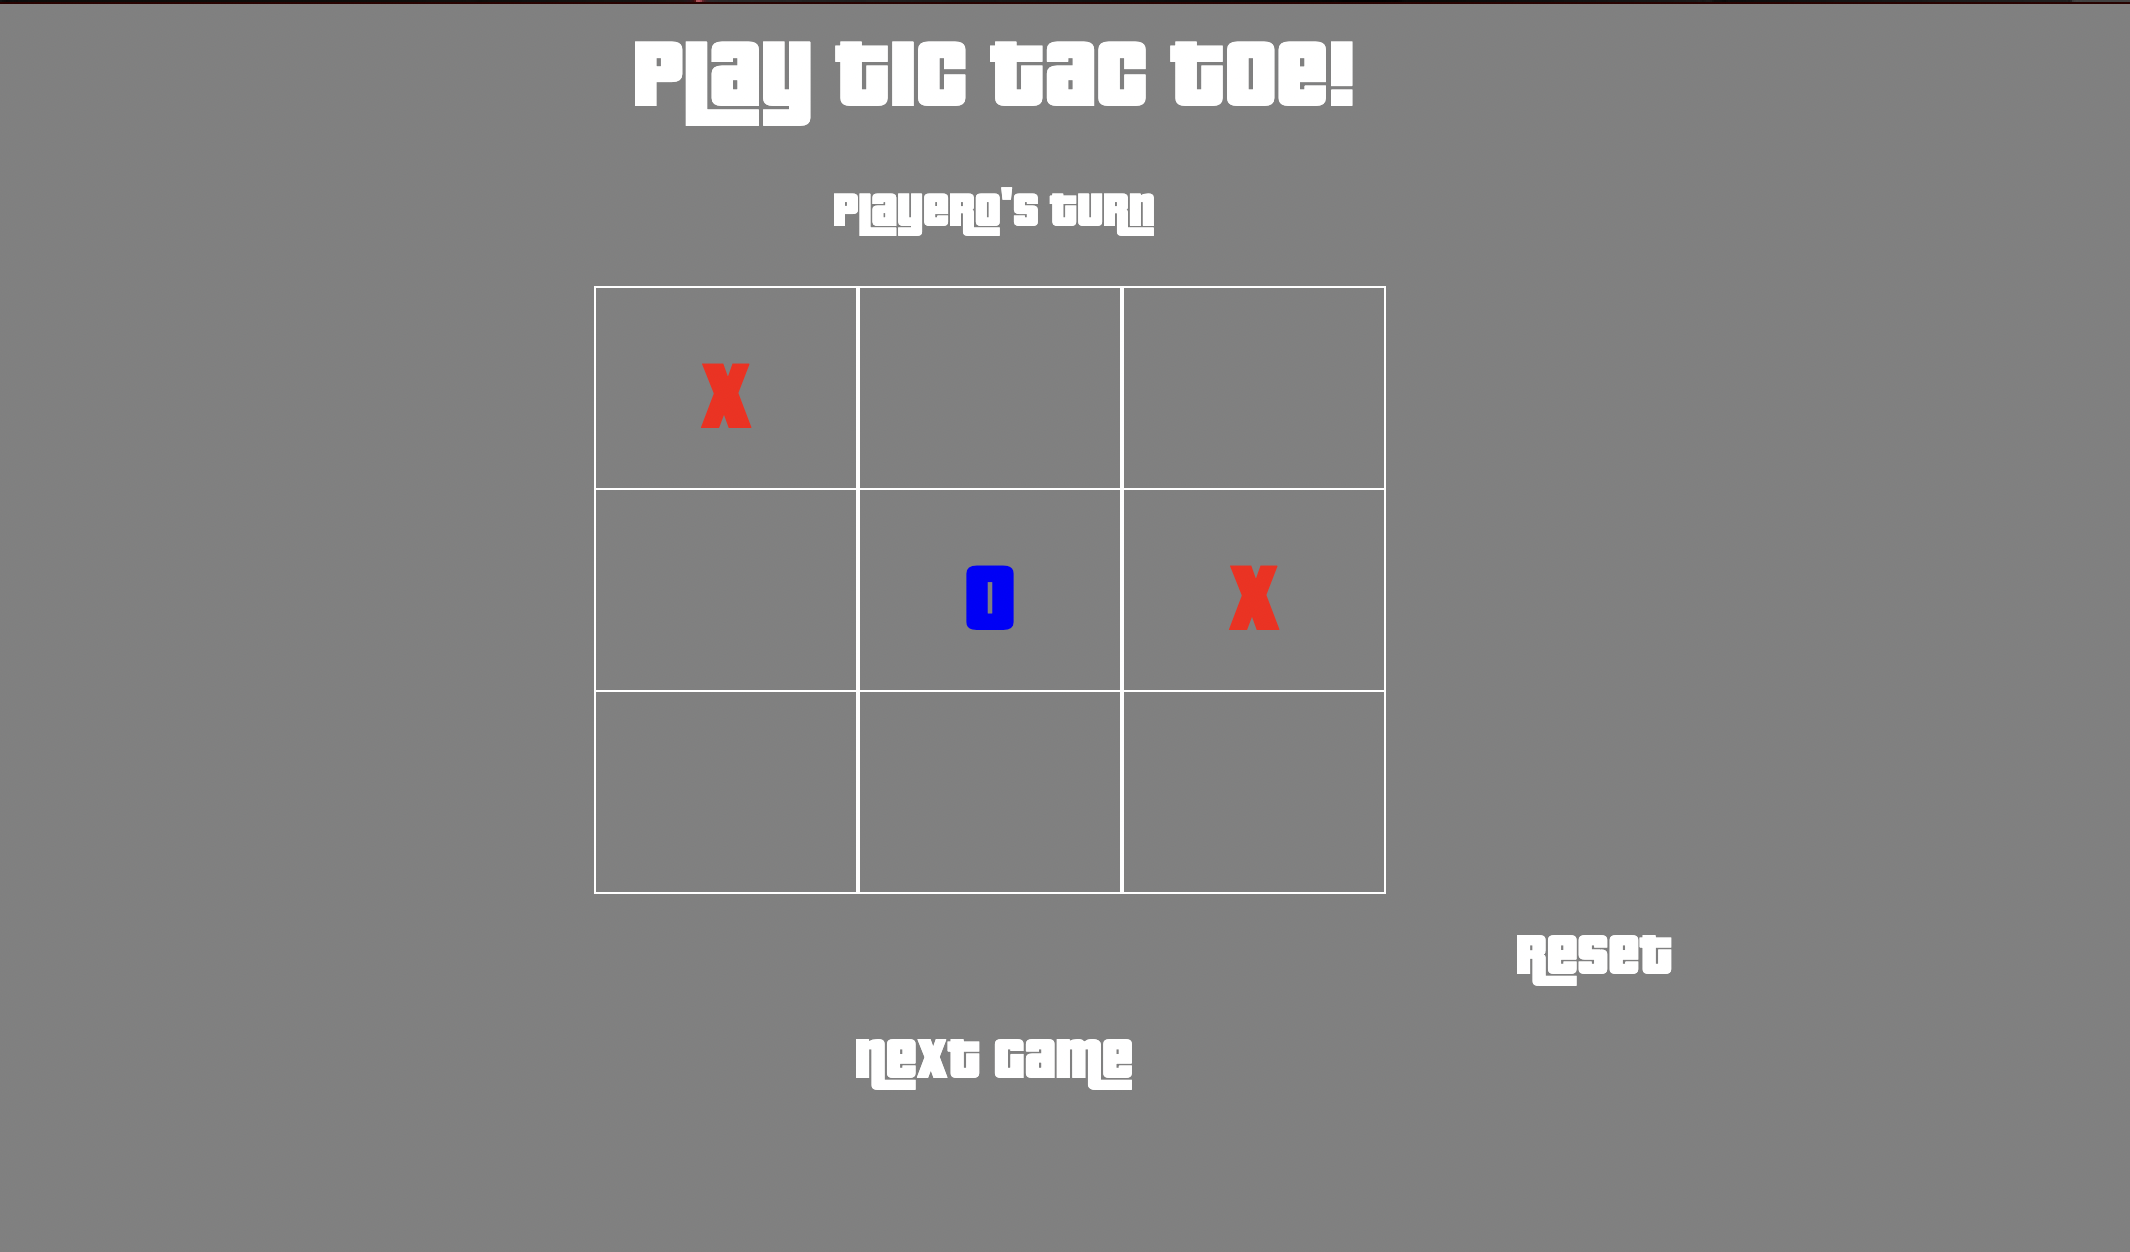 Play Tic Tac Toe!
PlayerO's turn
X
O X
Reset
Next Game